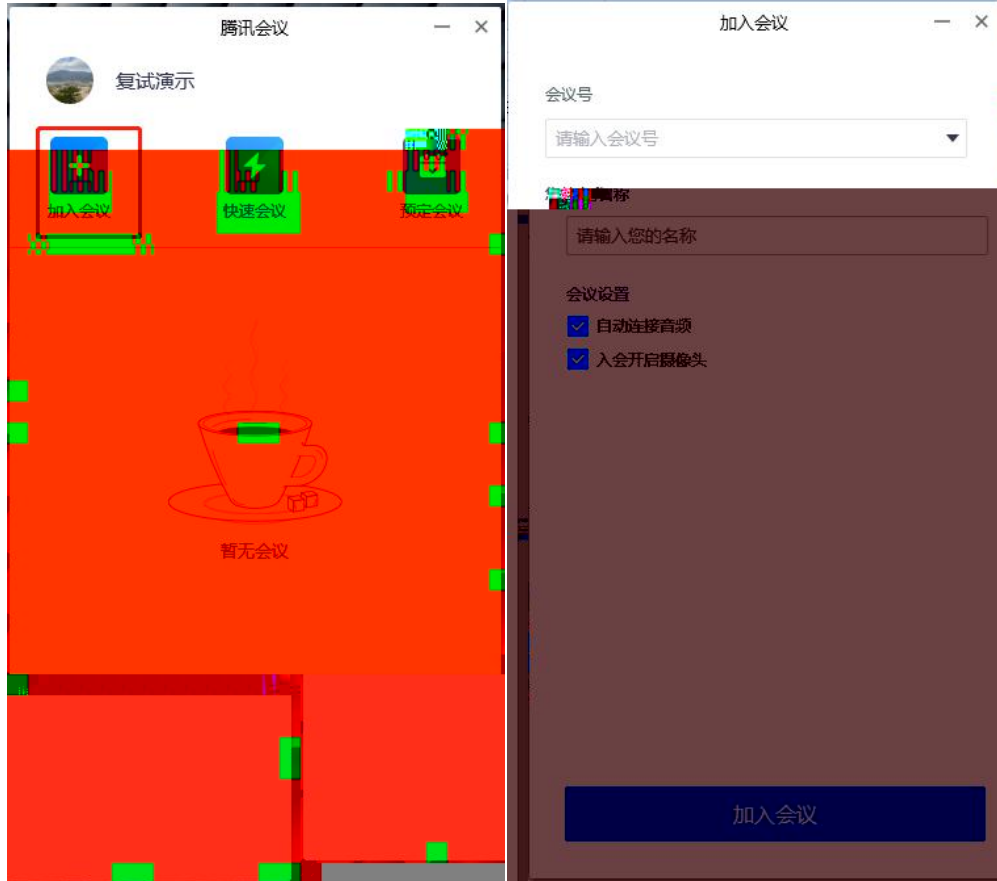 腾讯会议
复试演示
加入会议 快速会议 预定会议
暂无会议
加入会议
会议号
请输入会议号
称
请输入您的名称
会议设置
自动连接音频
入会开启摄像头
加入会议